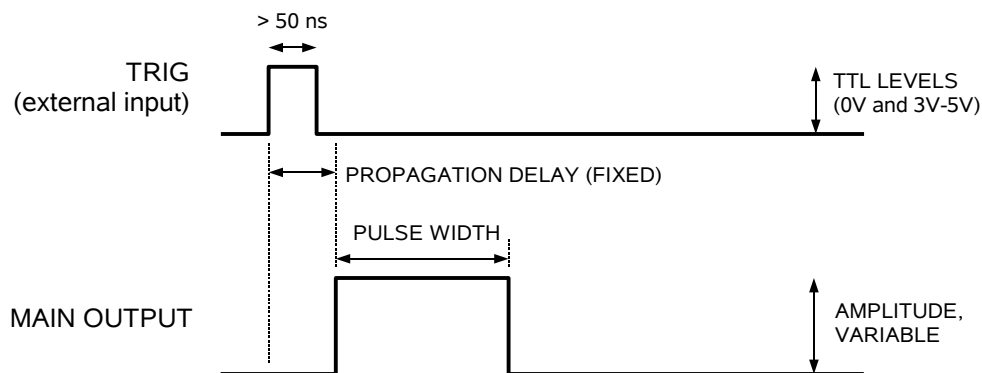 > 50 ns
TRIG
(external input)
TTL LEVELS
(0V and 3V-5V)
PROPAGATION DELAY (FIXED)
PULSE WIDTH
MAIN OUTPUT
AMPLITUDE,
VARIABLE